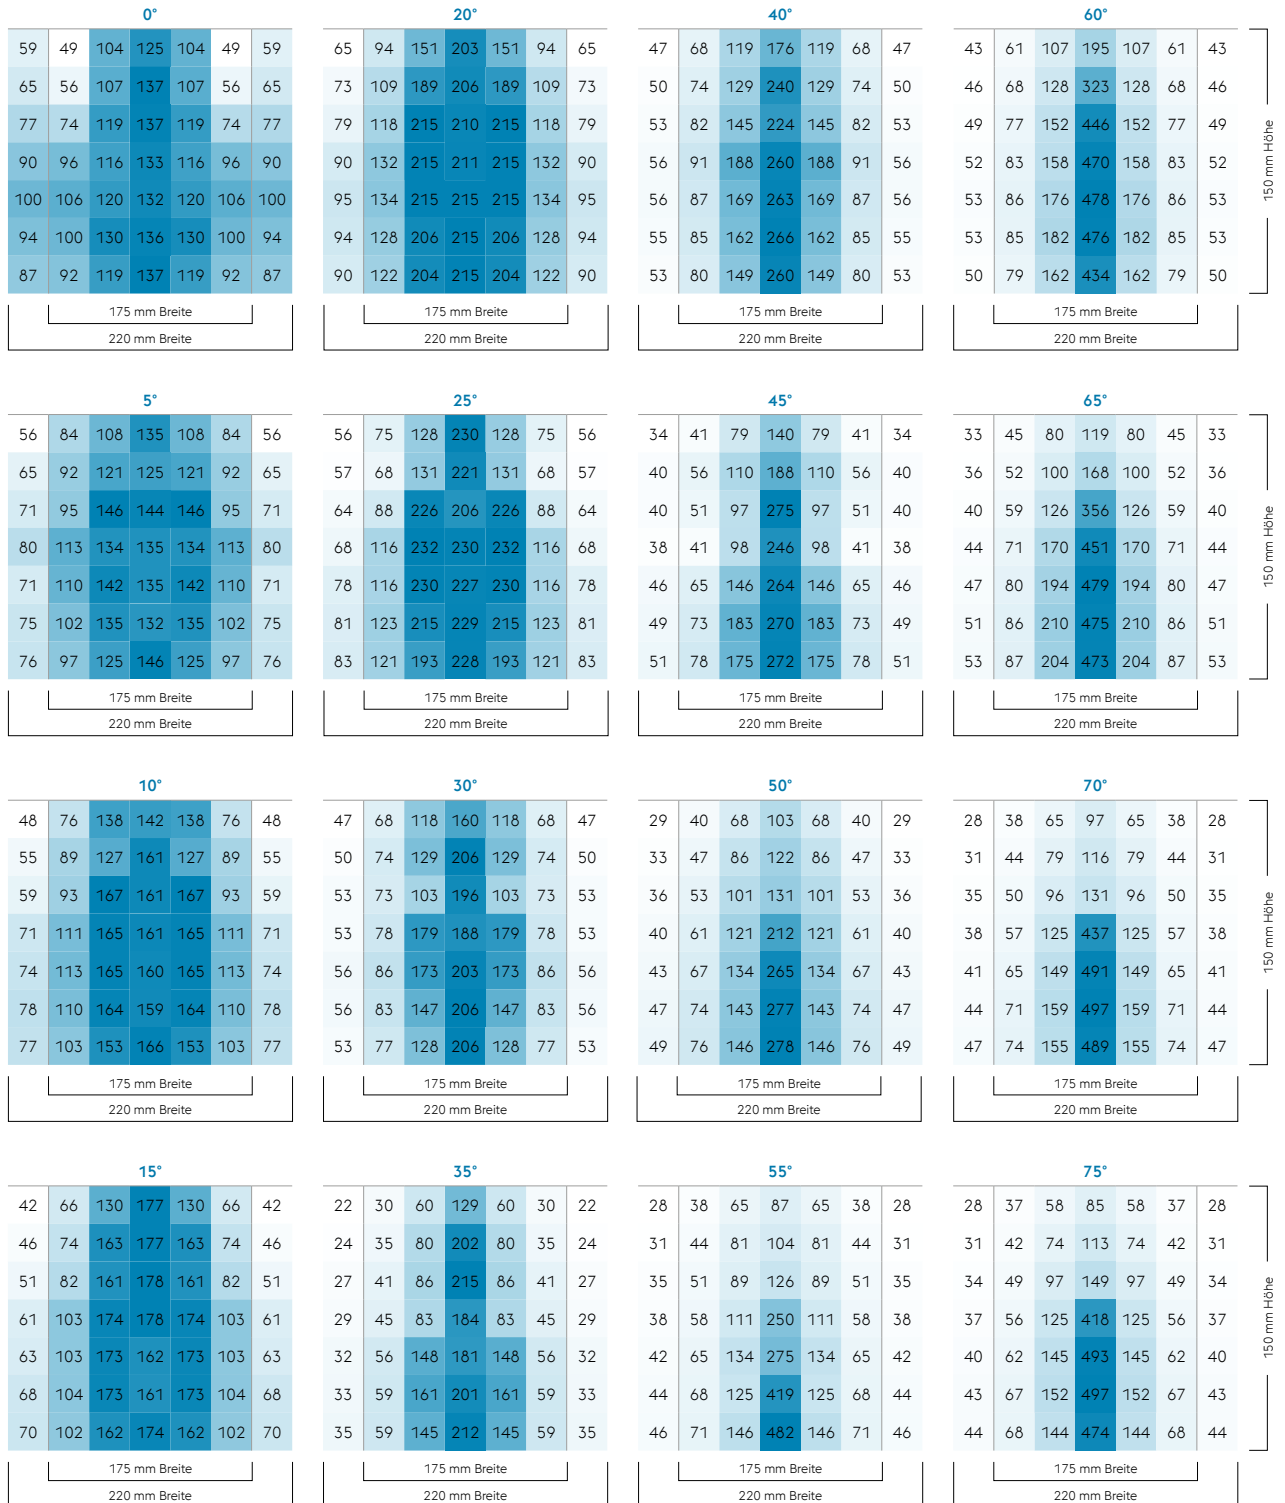 0° 20° 40° 60°
59 49 104 125 104 49 59 65 94 151 203 151 94 65 47 68 119 176 119 68 47 43 61 107 195 107 61 43
65 56 107 137 107 56 65 73 109 189 206 189 109 73 50 74 129 240 129 74 50 46 68 128 323 128 68 46
77 74 119 137 119 74 77 79 118 215 210 215 118 79 53 82 145 224 145 82 53 49 77 152 446 152 77 49
90 96 116 133 116 96 90 90 132 215 211 215 132 90 56 91 188 260 188 91 56 52 83 158 470 158 83 52
100 106 120 132 120 106 100 95 134 215 215 215 134 95 56 87 169 263 169 87 56 53 86 176 478 176 86 53
94 100 130 136 130 100 94 94 128 206 215 206 128 94 55 85 162 266 162 85 55 53 85 182 476 182 85 53
87 92 119 137 119 92 87 90 122 204 215 204 122 90 53 80 149 260 149 80 53 50 79 162 434 162 79 50
150 mm Höhe
175 mm Breite 175 mm Breite 175 mm Breite 175 mm Breite
220 mm Breite 220 mm Breite 220 mm Breite 220 mm Breite
5° 25° 45° 65°
56 84 108 135 108 84 56 56 75 128 230 128 75 56 34 41 79 140 79 41 34 33 45 80 119 80 45 33
65 92 121 125 121 92 65 57 68 131 221 131 68 57 40 56 110 188 110 56 40 36 52 100 168 100 52 36
71 95 146 144 146 95 71 64 88 226 206 226 88 64 40 51 97 275 97 51 40 40 59 126 356 126 59 40
80 113 134 135 134 113 80 68 116 232 230 232 116 68 38 41 98 246 98 41 38 44 71 170 451 170 71 44
71 110 142 135 142 110 71 78 116 230 227 230 116 78 46 65 146 264 146 65 46 47 80 194 479 194 80 47
75 102 135 132 135 102 75 81 123 215 229 215 123 81 49 73 183 270 183 73 49 51 86 210 475 210 86 51
76 97 125 146 125 97 76 83 121 193 228 193 121 83 51 78 175 272 175 78 51 53 87 204 473 204 87 53
150 mm Höhe
175 mm Breite 175 mm Breite 175 mm Breite 175 mm Breite
220 mm Breite 220 mm Breite 220 mm Breite 220 mm Breite
10° 30° 50° 70°
48 76 138 142 138 76 48 47 68 118 160 118 68 47 29 40 68 103 68 40 29 28 38 65 97 65 38 28
55 89 127 161 127 89 55 50 74 129 206 129 74 50 33 47 86 122 86 47 33 31 44 79 116 79 44 31
59 93 167 161 167 93 59 53 73 103 196 103 73 53 36 53 101 131 101 53 36 35 50 96 131 96 50 35
71 111 165 161 165 111 71 53 78 179 188 179 78 53 40 61 121 212 121 61 40 38 57 125 437 125 57 38
74 113 165 160 165 113 74 56 86 173 203 173 86 56 43 67 134 265 134 67 43 41 65 149 491 149 65 41
78 110 164 159 164 110 78 56 83 147 206 147 83 56 47 74 143 277 143 74 47 44 71 159 497 159 71 44
77 103 153 166 153 103 77 53 77 128 206 128 77 53 49 76 146 278 146 76 49 47 74 155 489 155 74 47
150 mm Höhe
175 mm Breite 175 mm Breite 175 mm Breite 175 mm Breite
220 mm Breite 220 mm Breite 220 mm Breite 220 mm Breite
15° 35° 55° 75°
42 66 130 177 130 66 42 22 30 60 129 60 30 22 28 38 65 87 65 38 28 28 37 58 85 58 37 28
46 74 163 177 163 74 46 24 35 80 202 80 35 24 31 44 81 104 81 44 31 31 42 74 113 74 42 31
51 82 161 178 161 82 51 27 41 86 215 86 41 27 35 51 89 126 89 51 35 34 49 97 149 97 49 34
61 103 174 178 174 103 61 29 45 83 184 83 45 29 38 58 111 250 111 58 38 37 56 125 418 125 56 37
63 103 173 162 173 103 63 32 56 148 181 148 56 32 42 65 134 275 134 65 42 40 62 145 493 145 62 40
68 104 173 161 173 104 68 33 59 161 201 161 59 33 44 68 125 419 125 68 44 43 67 152 497 152 67 43
70 102 162 174 162 102 70 35 59 145 212 145 59 35 46 71 146 482 146 71 46 44 68 144 474 144 68 44
150 mm Höhe
175 mm Breite 175 mm Breite 175 mm Breite 175 mm Breite
220 mm Breite 220 mm Breite 220 mm Breite 220 mm Breite